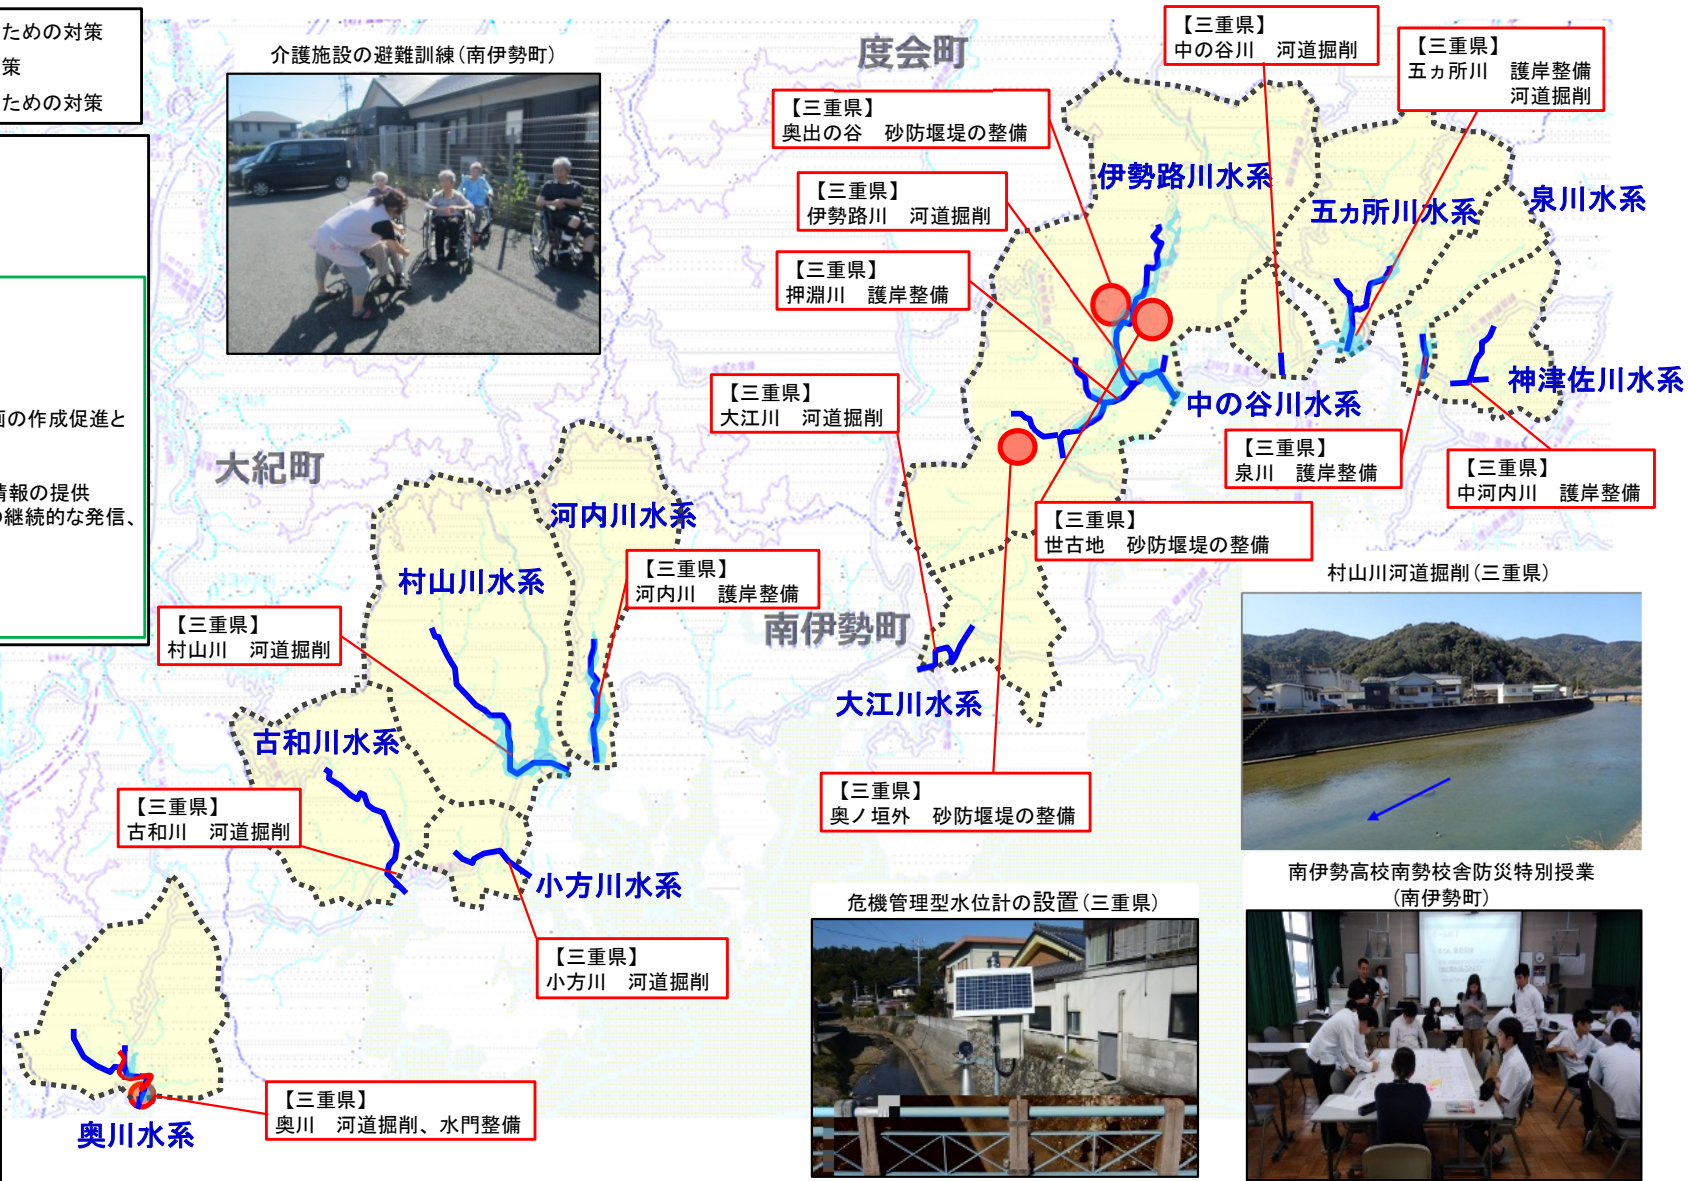 ための対策
策
ための対策
画の作成促進と
情報の提供
の継続的な発信、
介護施設の避難訓練(南伊勢町)
度会町
大紀町
南伊勢町
【三重県】
中の谷川　河道掘削
【三重県】
五ヵ所川　護岸整備
河道掘削
【三重県】
奥出の谷　砂防堰堤の整備
【三重県】
伊勢路川　河道掘削
【三重県】
押淵川　護岸整備
【三重県】
大江川　河道掘削
伊勢路川水系
五ヵ所川水系
泉川水系
神津佐川水系
中の谷川水系
【三重県】
泉川　護岸整備
【三重県】
中河内川　護岸整備
【三重県】
世古地　砂防堰堤の整備
河内川水系
村山川水系
【三重県】
河内川　護岸整備
【三重県】
村山川　河道掘削
大江川水系
古和川水系
【三重県】
奥ノ垣外　砂防堰堤の整備
【三重県】
古和川　河道掘削
小方川水系
【三重県】
小方川　河道掘削
【三重県】
奥川　河道掘削、水門整備
奥川水系
村山川河道掘削(三重県)
危機管理型水位計の設置(三重県)
南伊勢高校南勢校舎防災特別授業
(南伊勢町)